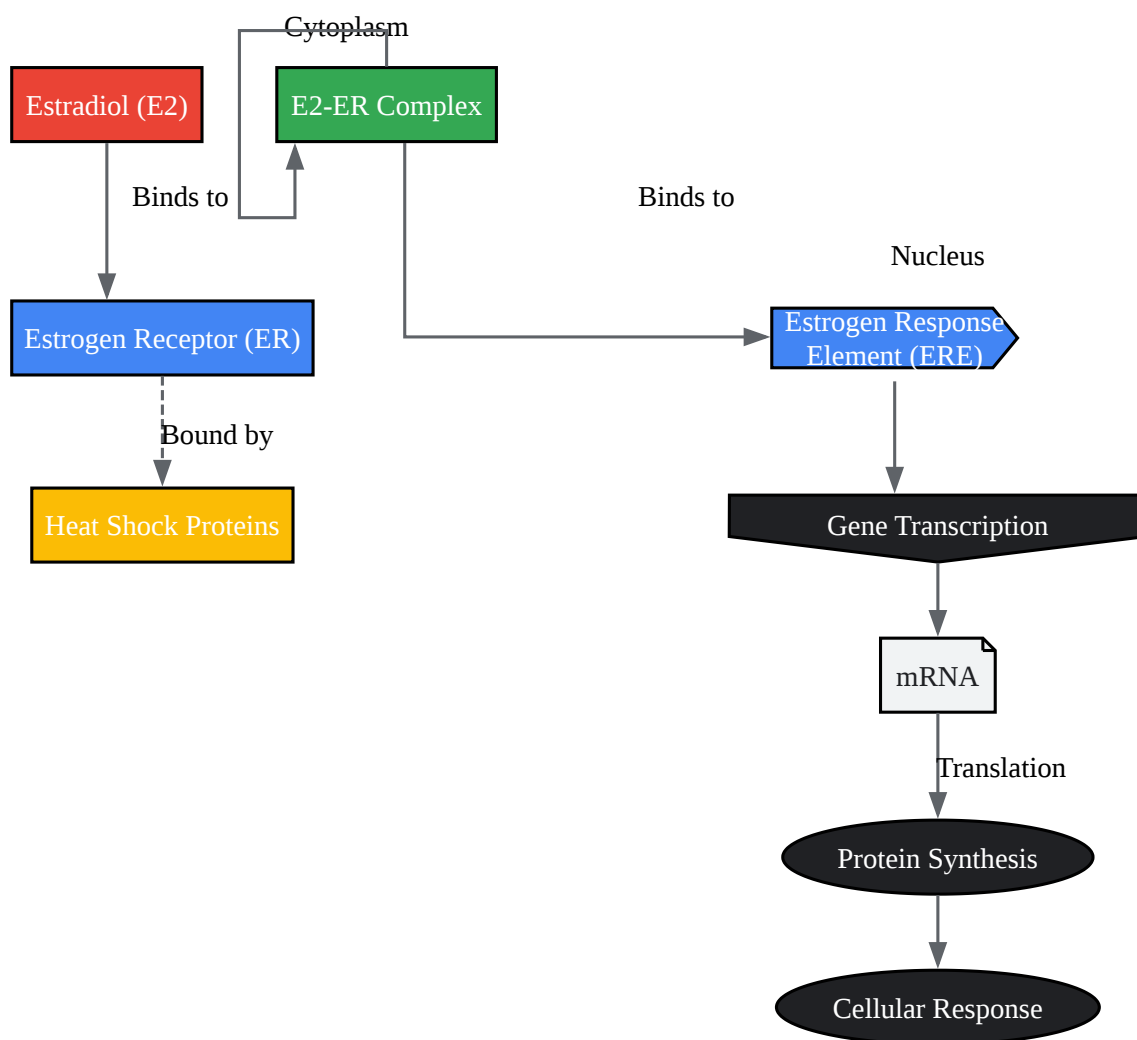 Cytoplasm
Estradiol (E2)
E2-ER Complex
Binds to
Binds to
Nucleus
Estrogen Receptor (ER)
Estrogen Response
Element (ERE)
Bound by
Heat Shock Proteins
Gene Transcription
mRNA
Translation
Protein Synthesis
Cellular Response